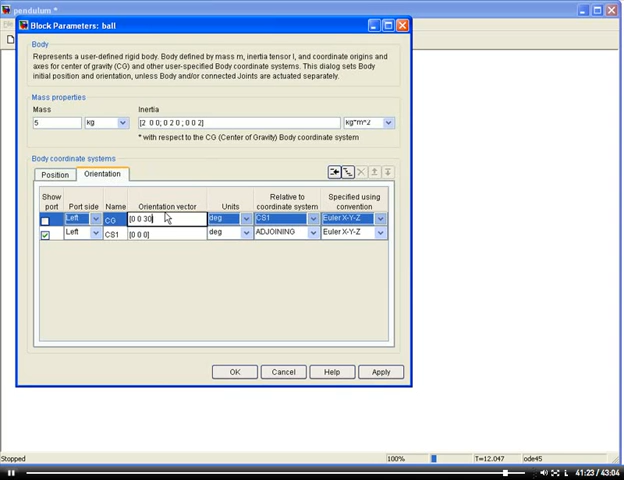 pendulum *
Block Parameters: ball
Body
Represents a user-defined rigid body. Body defined by mass m, inertia tensor I, and coordinate origins and
axes for center of gravity (CG) and other user-specified Body coordinate systems. This dialog sets Body
initial position and orientation, unless Body and/or connected Joints are actuated separately.
Mass properties
Mass Inertia
5 kg [2 0 0; 0 2 0 ; 0 0 2] kg*m^2
* with respect to the CG (Center of Gravity) Body coordinate system
Body coordinate systems
Position Orientation
Show port Port side Name Orientation vector Units Relative to coordinate system Specified using convention
Left CG [0 0 30] deg CS1 Euler X-Y-Z
Left CS1 [0 0 0] deg ADJOINING Euler X-Y-Z
OK Cancel Help Apply
Stopped 100% T=12.047 ode45
41:23 / 43:04